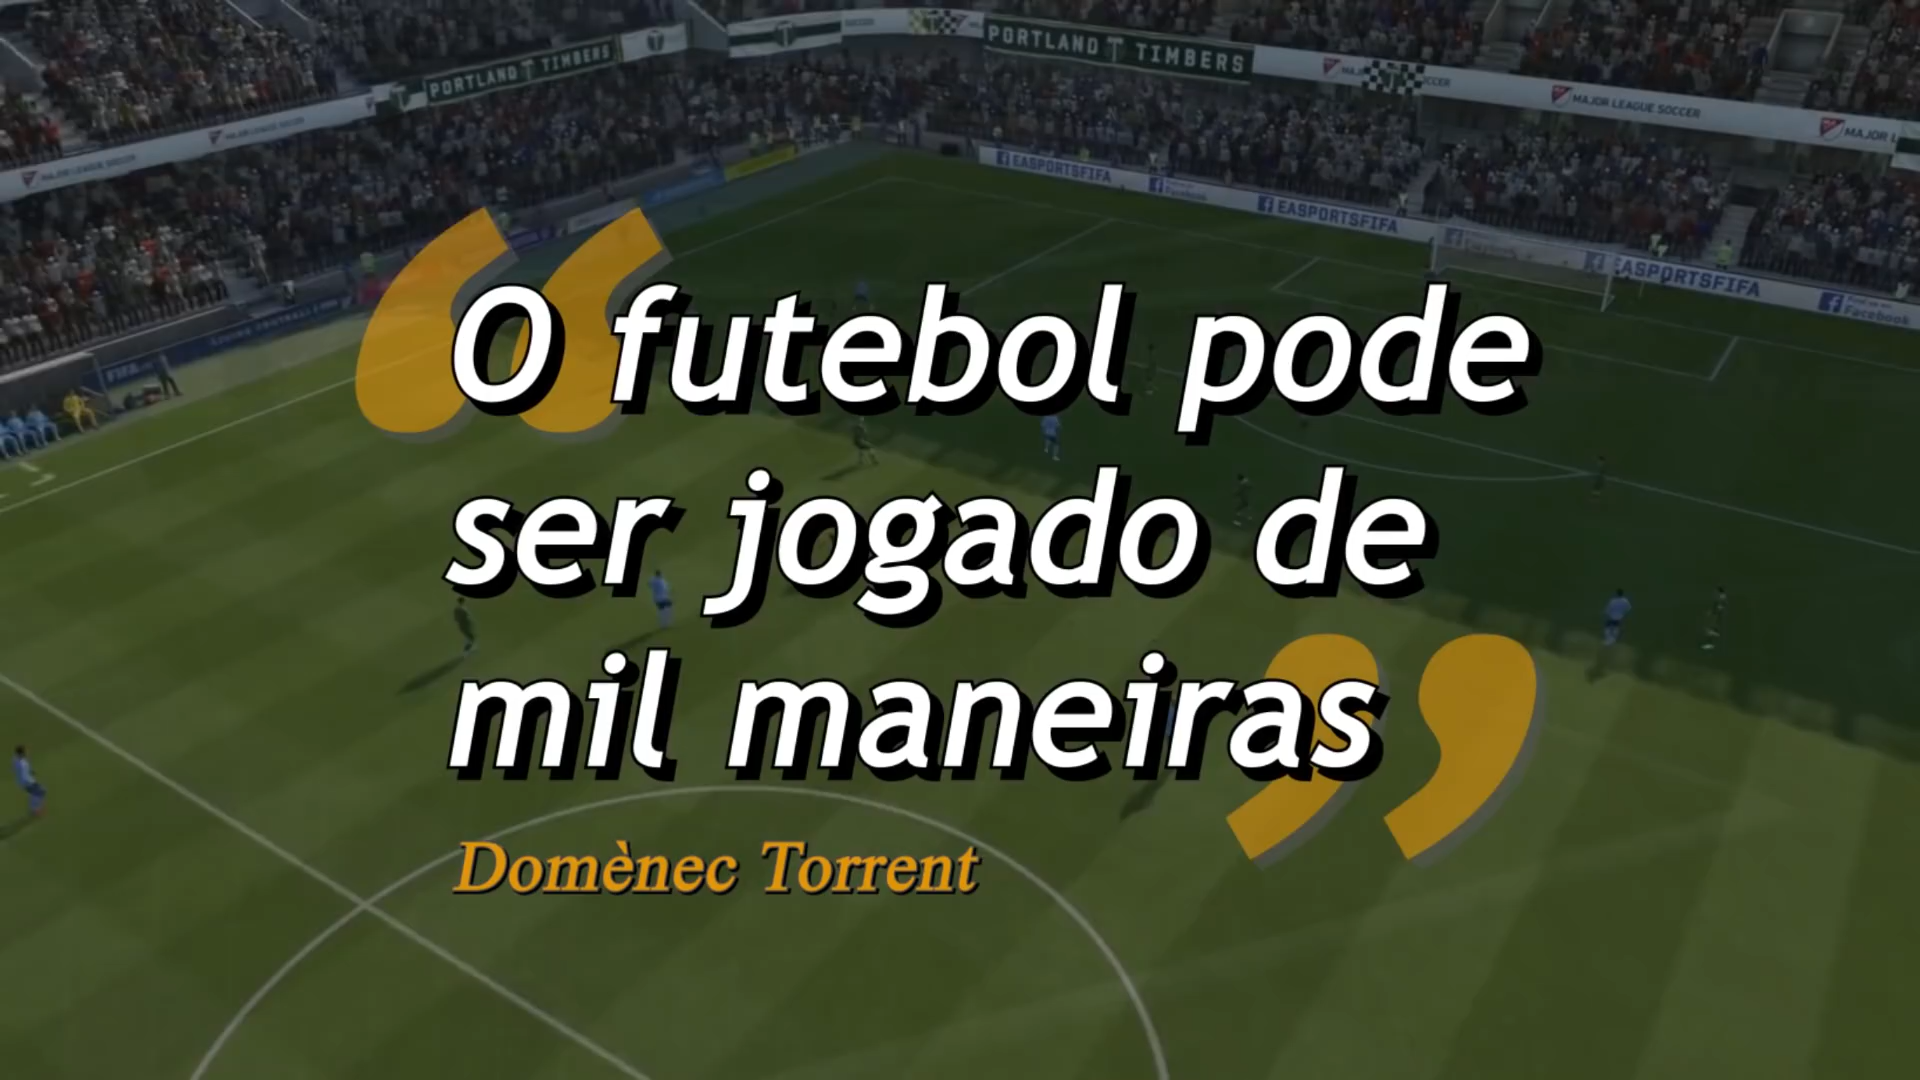 PORTLAND TIMBERS
PORTLAND TIMBERS
MAJOR LEAGUE SOCCER
MAJOR LEAGUE SOCCER
EASPORTSFIFA
EASPORTSFIFA
EASPORTSFIFA
Facebook
“O futebol pode
ser jogado de
mil maneiras”
Domènec Torrent